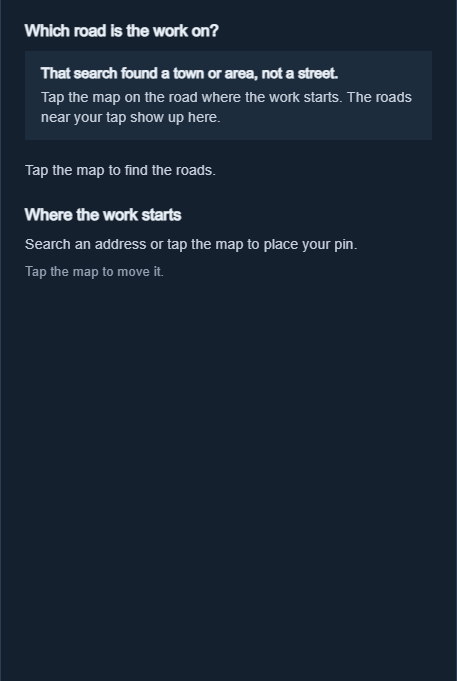 Which road is the work on?
That search found a town or area, not a street.
Tap the map on the road where the work starts. The roads
near your tap show up here.
Tap the map to find the roads.
Where the work starts
Search an address or tap the map to place your pin.
Tap the map to move it.